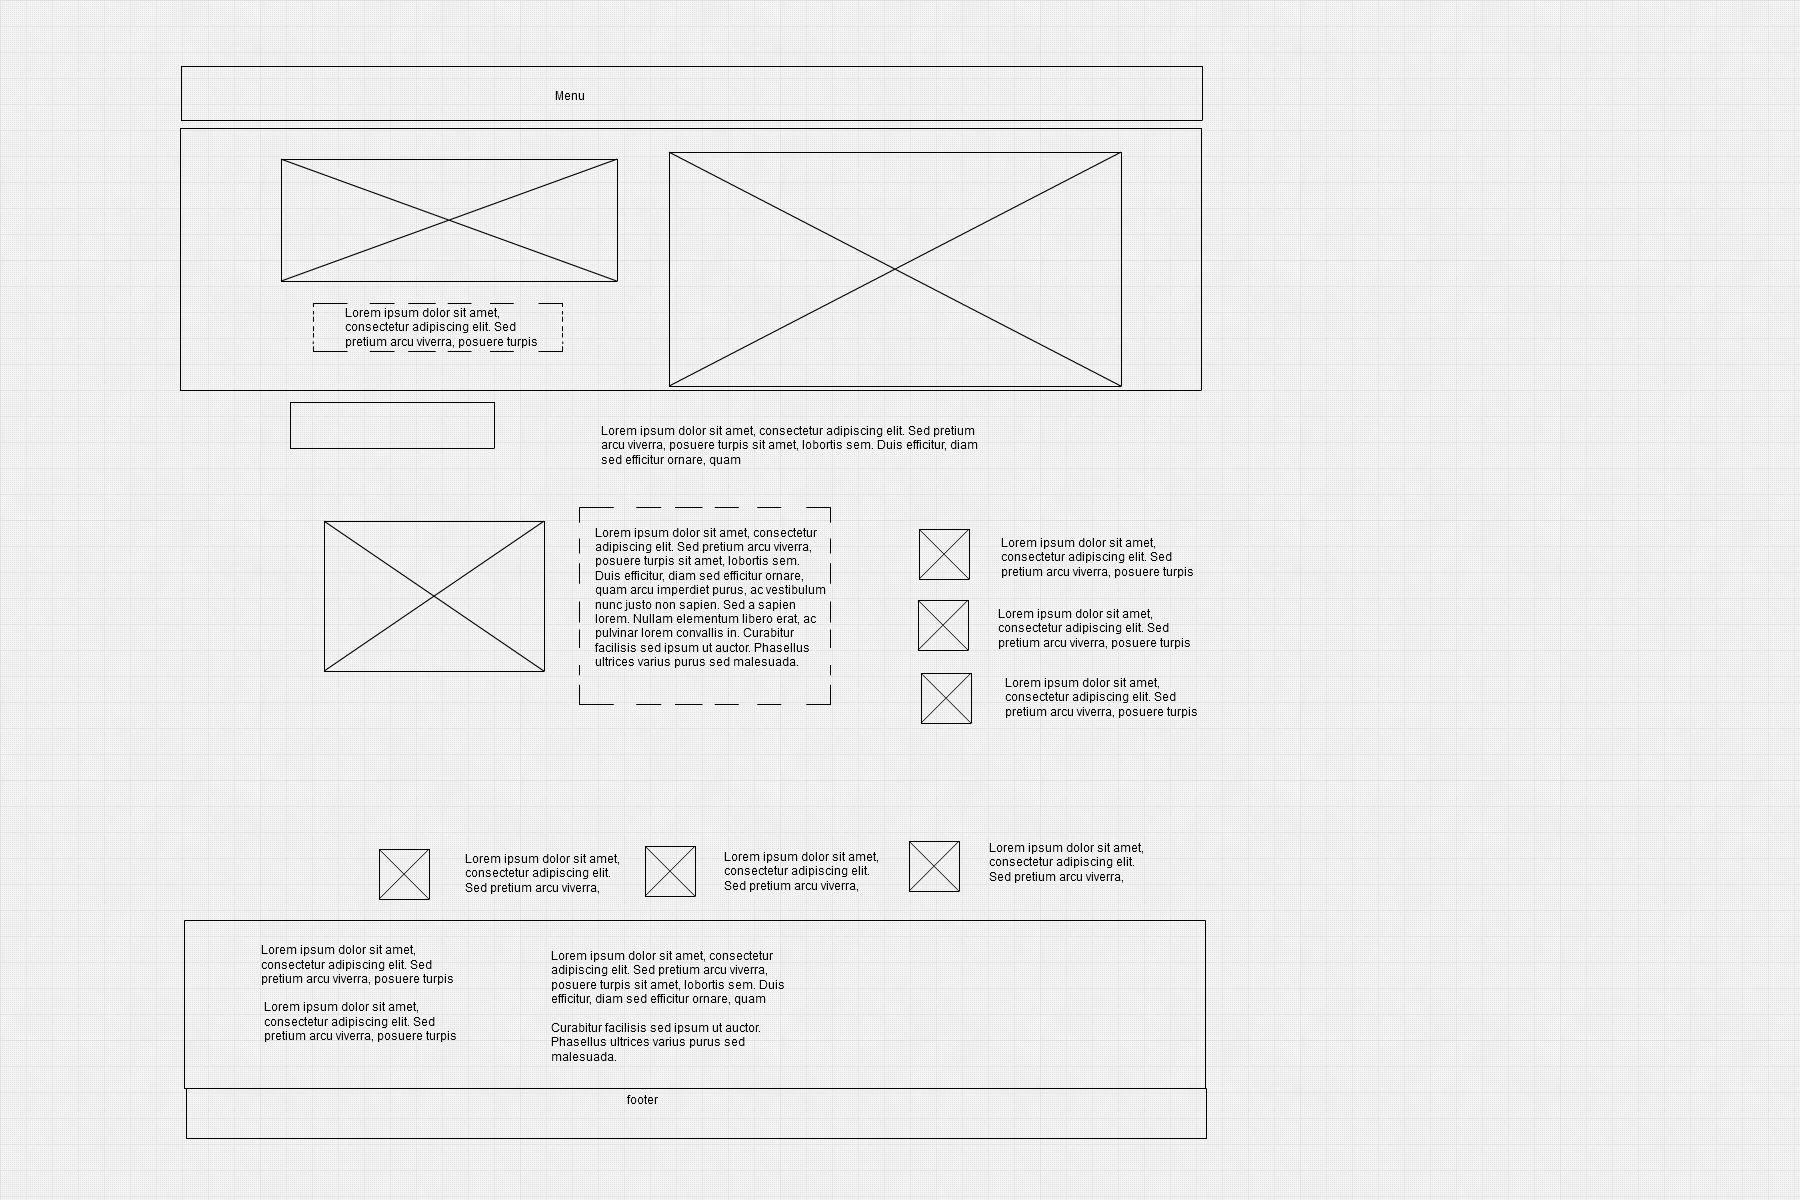 Menu
Lorem ipsum dolor sit amet,
consectetur adipiscing elit. Sed
pretium arcu viverra, posuere turpis
Lorem ipsum dolor sit amet, consectetur adipiscing elit. Sed pretium
arcu viverra, posuere turpis sit amet, lobortis sem. Duis efficitur, diam
sed efficitur ornare, quam
Lorem ipsum dolor sit amet, consectetur
adipiscing elit. Sed pretium arcu viverra,
posuere turpis sit amet, lobortis sem.
Duis efficitur, diam sed efficitur ornare,
quam arcu imperdiet purus, ac vestibulum
nunc justo non sapien. Sed a sapien
lorem. Nullam elementum libero erat, ac
pulvinar lorem convallis in. Curabitur
facilisis sed ipsum ut auctor. Phasellus
ultrices varius purus sed malesuada.
Lorem ipsum dolor sit amet,
consectetur adipiscing elit. Sed
pretium arcu viverra, posuere turpis
Lorem ipsum dolor sit amet,
consectetur adipiscing elit. Sed
pretium arcu viverra, posuere turpis
Lorem ipsum dolor sit amet,
consectetur adipiscing elit. Sed
pretium arcu viverra, posuere turpis
Lorem ipsum dolor sit amet,
consectetur adipiscing elit.
Sed pretium arcu viverra,
Lorem ipsum dolor sit amet,
consectetur adipiscing elit.
Sed pretium arcu viverra,
Lorem ipsum dolor sit amet,
consectetur adipiscing elit.
Sed pretium arcu viverra,
Lorem ipsum dolor sit amet,
consectetur adipiscing elit. Sed
pretium arcu viverra, posuere turpis
Lorem ipsum dolor sit amet,
consectetur adipiscing elit. Sed
pretium arcu viverra, posuere turpis
Lorem ipsum dolor sit amet, consectetur
adipiscing elit. Sed pretium arcu viverra,
posuere turpis sit amet, lobortis sem. Duis
efficitur, diam sed efficitur ornare, quam
Curabitur facilisis sed ipsum ut auctor.
Phasellus ultrices varius purus sed
malesuada.
footer